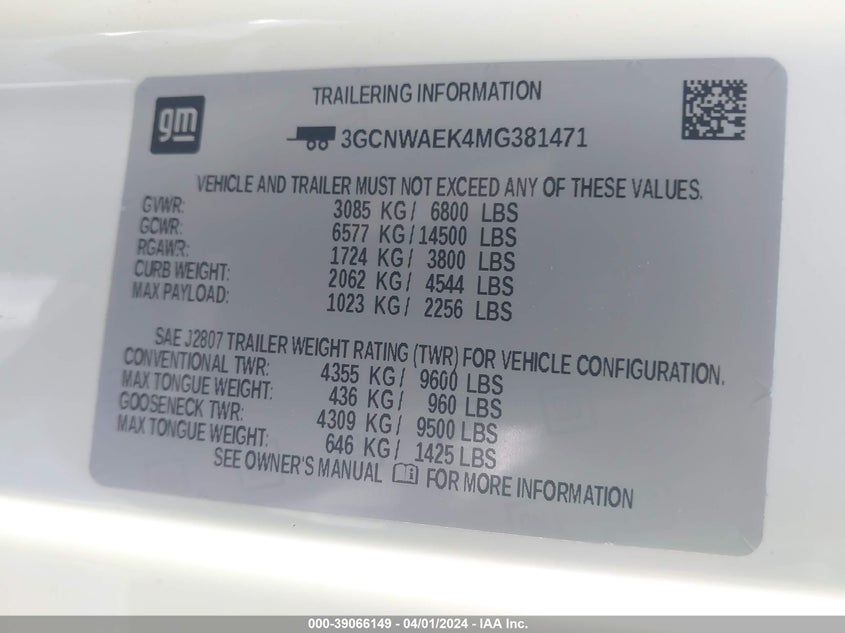 gm
TRAILERING INFORMATION
3GCNWAEK4MG381471
VEHICLE AND TRAILER MUST NOT EXCEED ANY OF THESE VALUES.
GVWR: 3085 KG/ 6800 LBS
GCWR: 6577 KG/14500 LBS
RGAWR: 1724 KG/ 3800 LBS
CURB WEIGHT: 2062 KG/ 4544 LBS
MAX PAYLOAD: 1023 KG/ 2256 LBS
SAE J2807 TRAILER WEIGHT RATING (TWR) FOR VEHICLE CONFIGURATION.
CONVENTIONAL TWR: 4355 KG/ 9600 LBS
MAX TONGUE WEIGHT: 436 KG/ 960 LBS
GOOSENECK TWR: 4309 KG/ 9500 LBS
MAX TONGUE WEIGHT: 646 KG/ 1425 LBS
SEE OWNER'S MANUAL FOR MORE INFORMATION
000-39066149 - 04/01/2024 - IAA Inc.